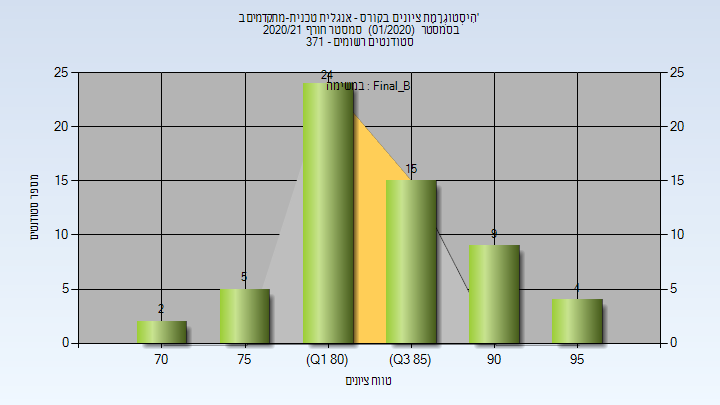 היסטוגרמת ציונים בקורס - אנגלית טכנית-מתקדמים ב'
בסמסטר (01/2020) סמסטר חורף 2020/21
סטודנטים רשומים - 371
במשימה : Final_B
25 25
20 20
15 15
10 10
5 5
0 0
מספר סטודנטים
2 5 24 15 9 4
70 75 (Q1 80) (Q3 85) 90 95
טווח ציונים